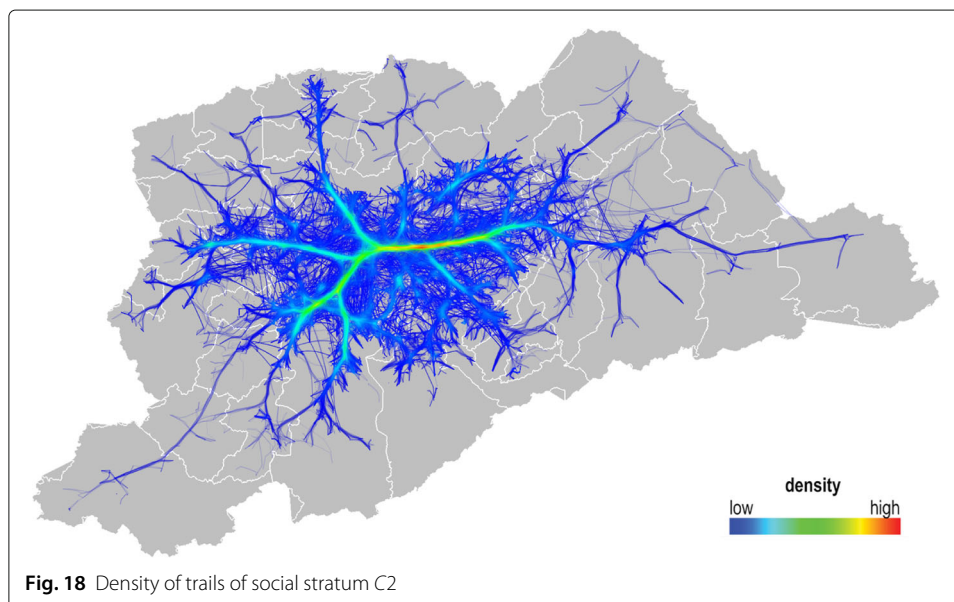 density
low high
Fig. 18 Density of trails of social stratum C2